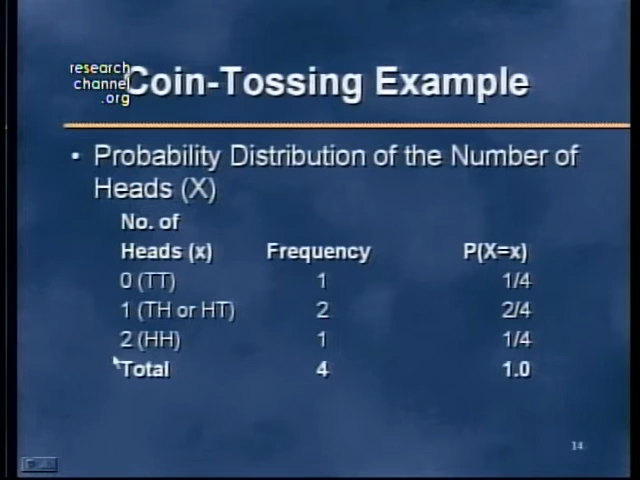 research
channel
.org
Coin-Tossing Example
• Probability Distribution of the Number of
Heads (X)
No. of
Heads (x) Frequency P(X=x)
0 (TT) 1 1/4
1 (TH or HT) 2 2/4
2 (HH) 1 1/4
Total 4 1.0
14